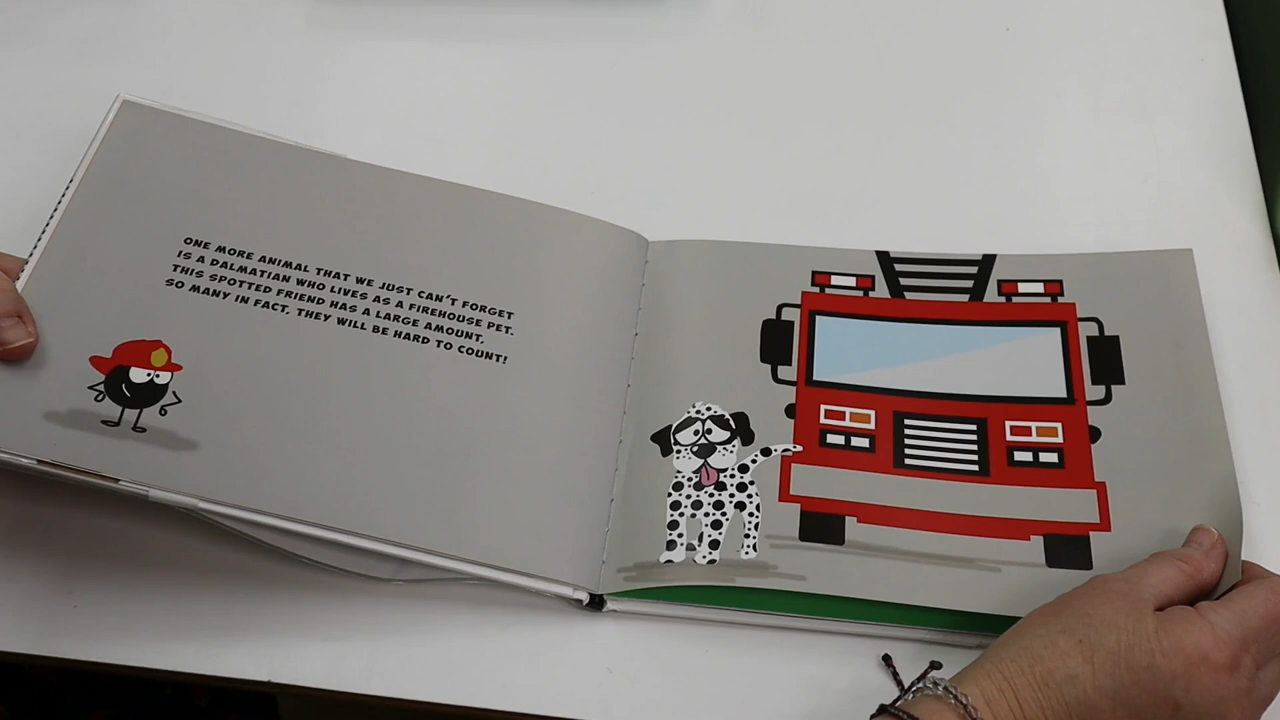 ONE MORE ANIMAL THAT WE JUST CAN'T FORGET
IS A DALMATIAN WHO LIVES AS A FIREHOUSE PET.
THIS SPOTTED FRIEND HAS A LARGE AMOUNT,
SO MANY IN FACT, THEY WILL BE HARD TO COUNT!